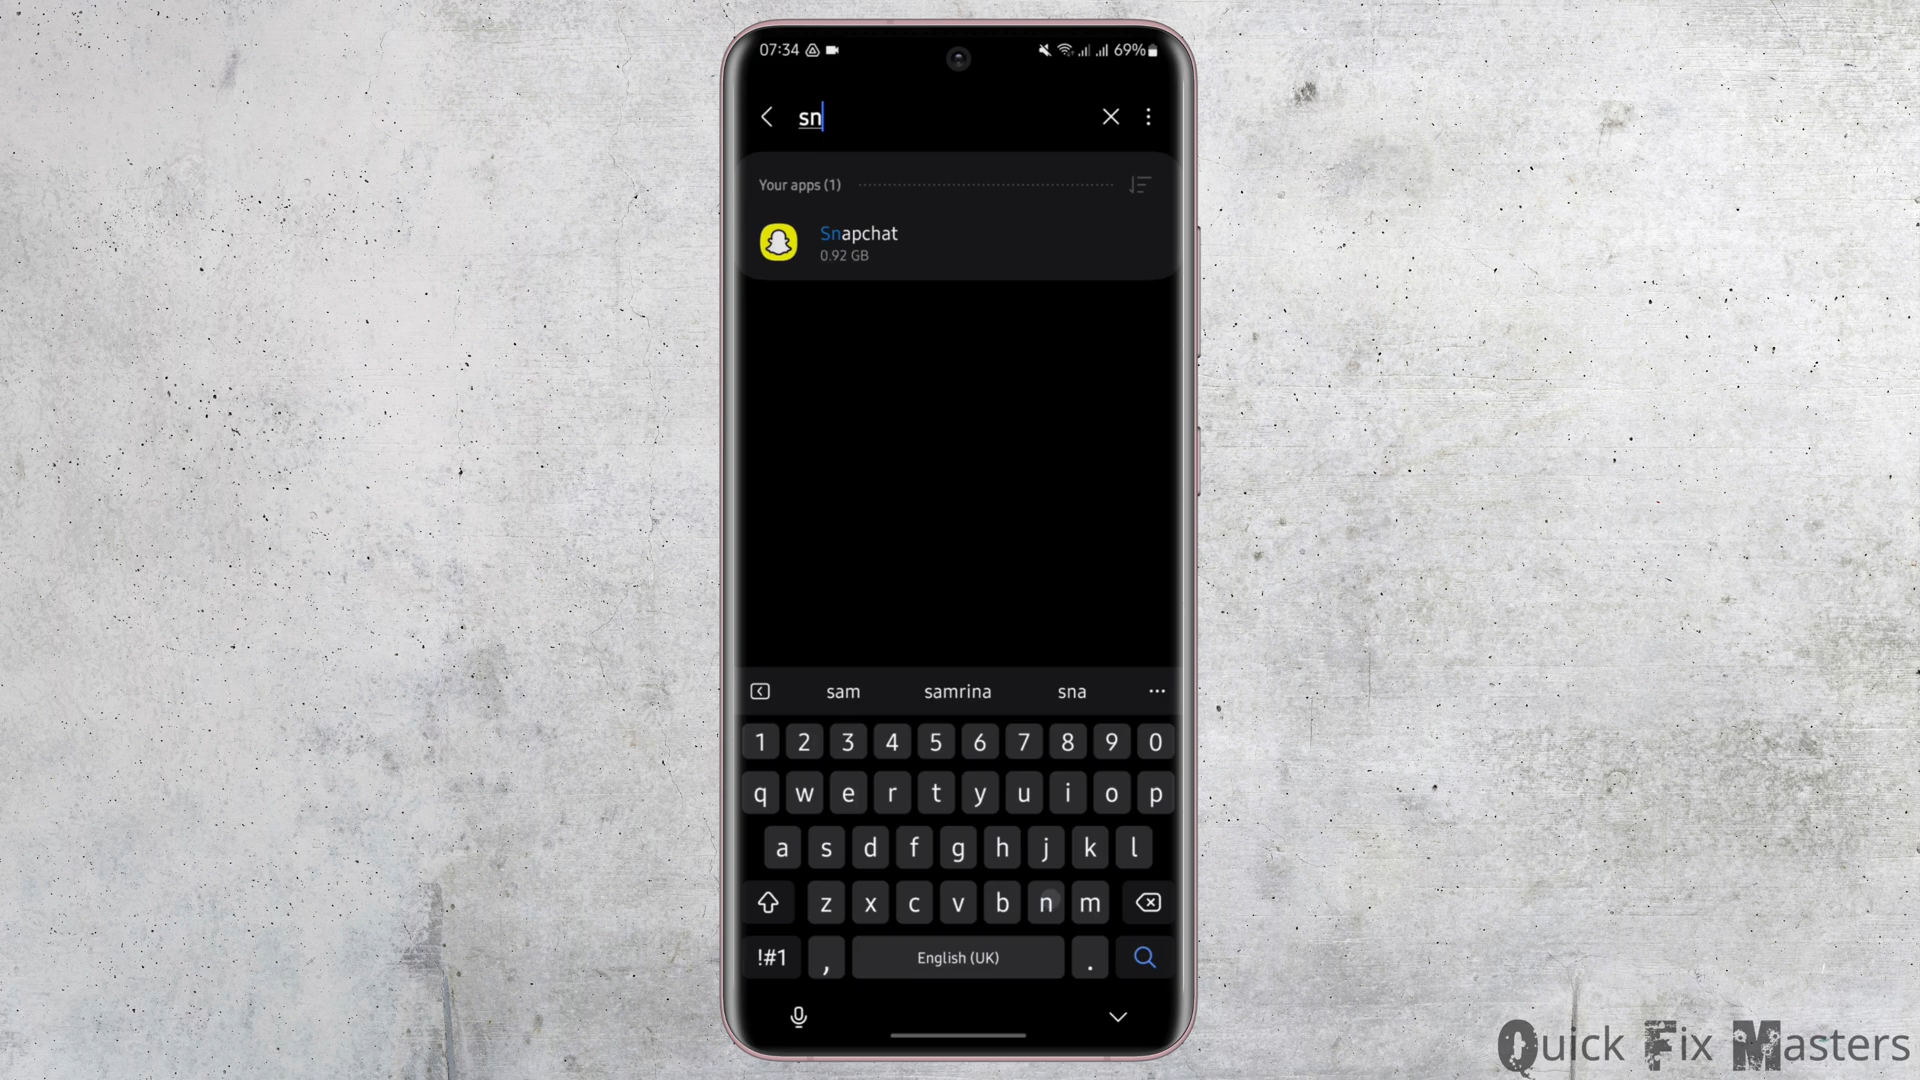 07:34
69%
sn
Your apps (1)
Snapchat
0.92 GB
sam samrina sna
1 2 3 4 5 6 7 8 9 0
q w e r t y u i o p
a s d f g h j k l
z x c v b n m
!#1 , English (UK) .
Quick Fix Masters